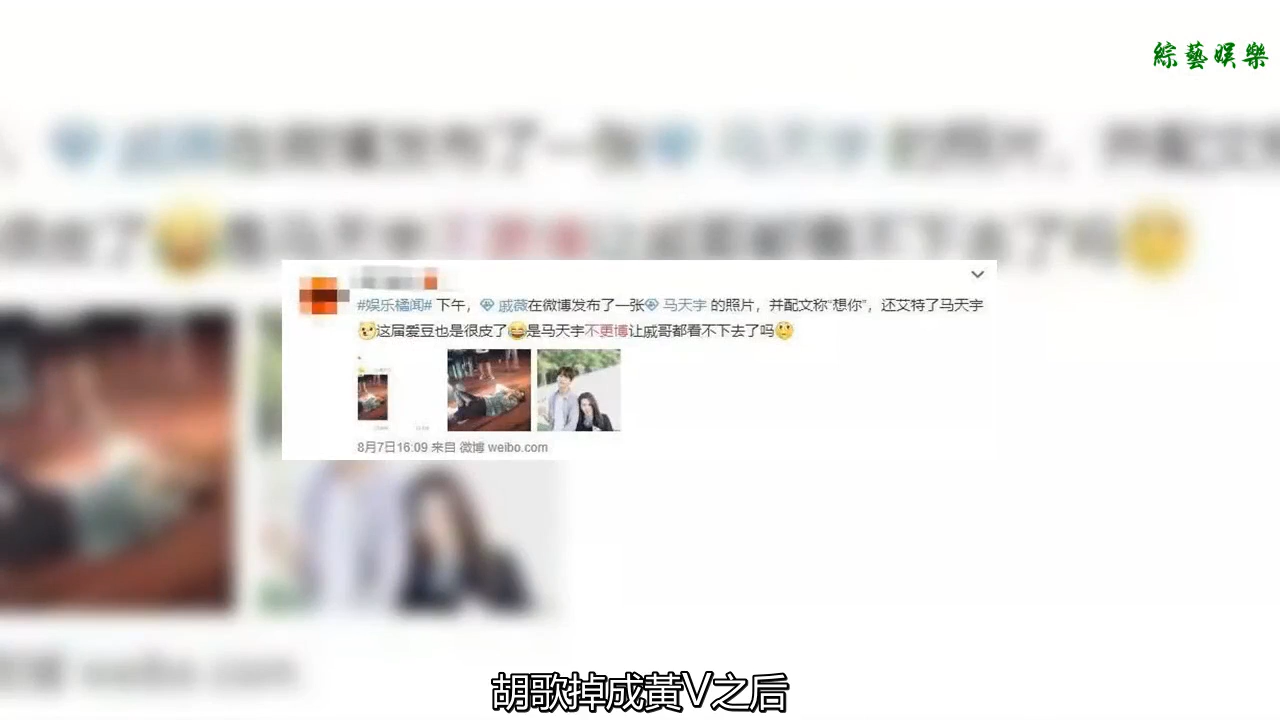 綜藝娱樂
#娱乐橘闻# 下午，戚薇在微博发布了一张 马天宇 的照片，并配文称“想你”，还艾特了马天宇
这届爱豆也是很皮了是马天宇不更博让戚哥都看不下去了吗
8月7日16:09 来自 微博 weibo.com
胡歌掉成黄V之后